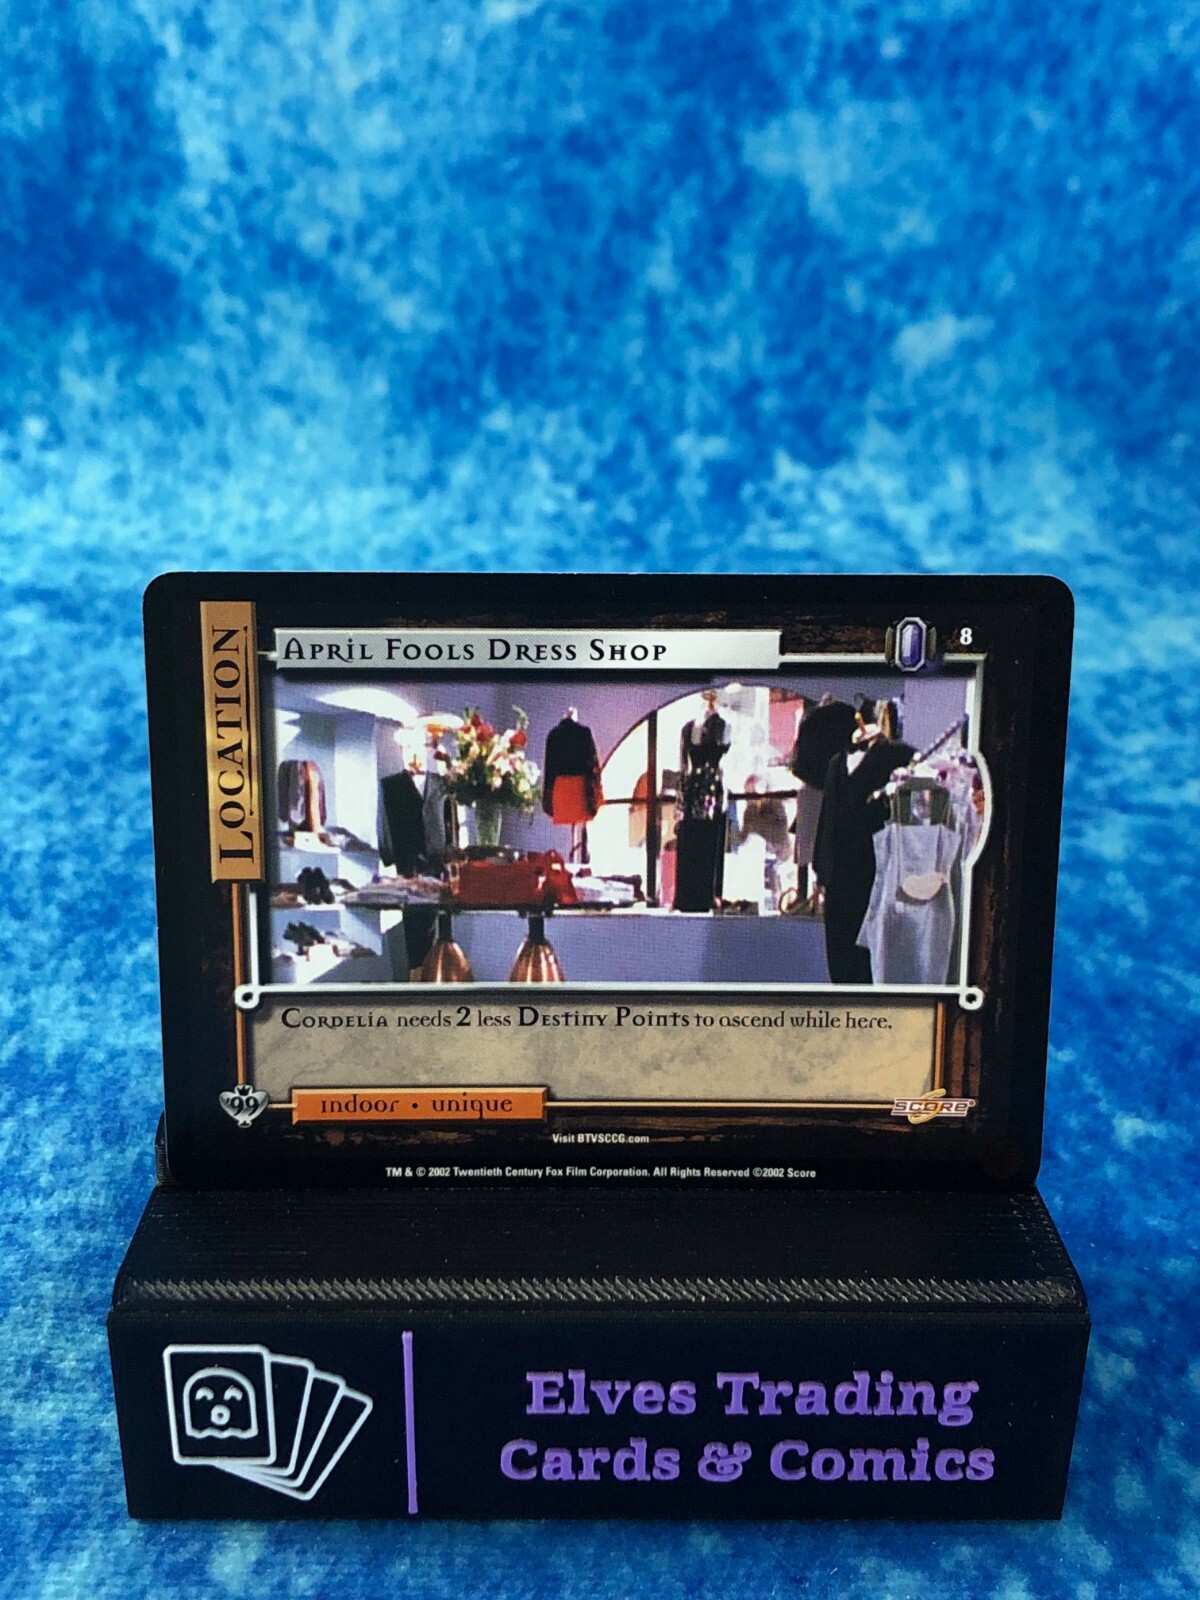 LOCATION
April Fools Dress Shop
8
Cordelia needs 2 less Destiny Points to ascend while here.
'99
indoor • unique
SCORE®
Visit BTVSCCG.com
TM & © 2002 Twentieth Century Fox Film Corporation. All Rights Reserved ©2002 Score
Elves Trading
Cards & Comics